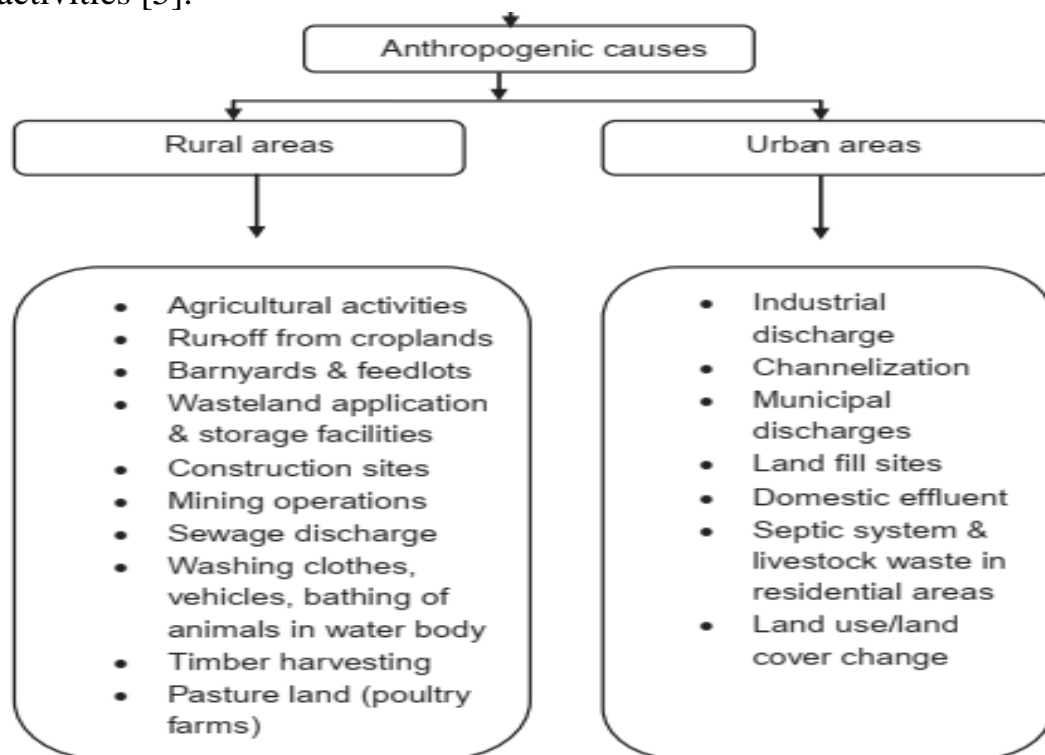 activities [5].
Anthropogenic causes
Rural areas
Urban areas
• Agricultural activities
• Run-off from croplands
• Barnyards & feedlots
• Wasteland application
& storage facilities
• Construction sites
• Mining operations
• Sewage discharge
• Washing clothes,
vehicles, bathing of
animals in water body
• Timber harvesting
• Pasture land (poultry
farms)
• Industrial
discharge
• Channelization
• Municipal
discharges
• Land fill sites
• Domestic effluent
• Septic system &
livestock waste in
residential areas
• Land use/land
cover change